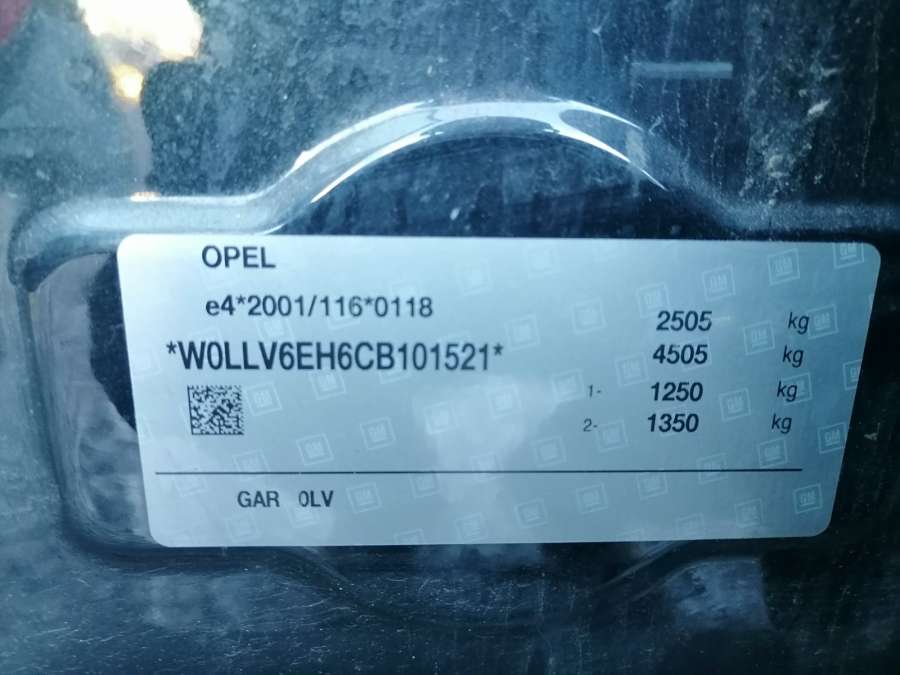 OPEL
e4*2001/116*0118
*W0LLV6EH6CB101521*
2505 kg
4505 kg
1- 1250 kg
2- 1350 kg
GAR 0LV